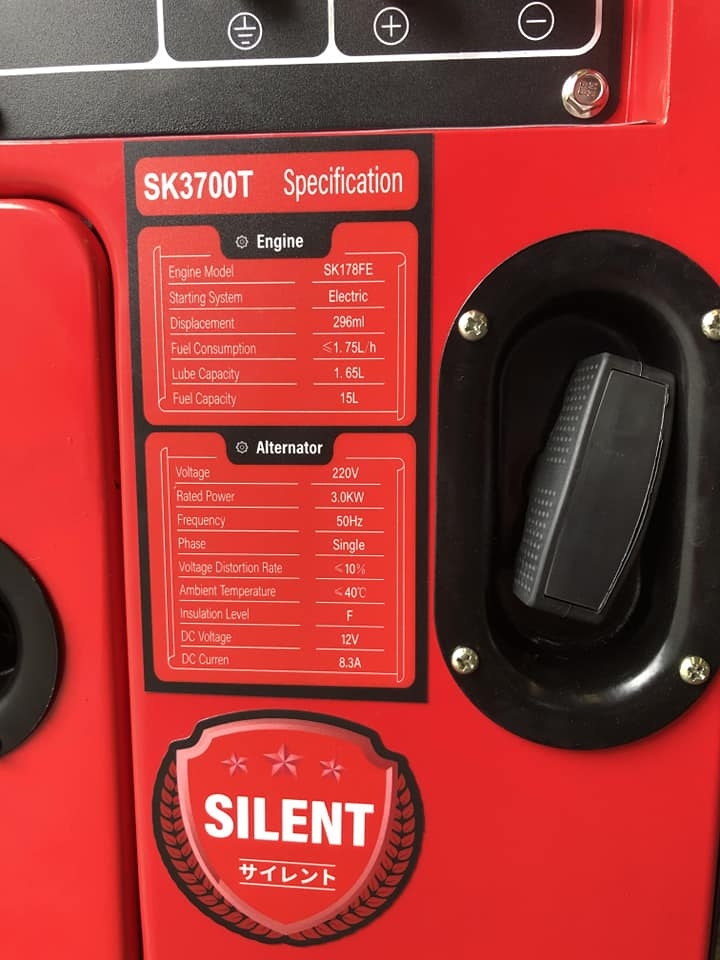 SK3700T Specification
Engine
Engine Model SK178FE
Starting System Electric
Displacement 296ml
Fuel Consumption ≤1.75L/h
Lube Capacity 1.65L
Fuel Capacity 15L
Alternator
Voltage 220V
Rated Power 3.0KW
Frequency 50Hz
Phase Single
Voltage Distortion Rate ≤10%
Ambient Temperature ≤40℃
Insulation Level F
DC Voltage 12V
DC Curren 8.3A
SILENT
サイレント